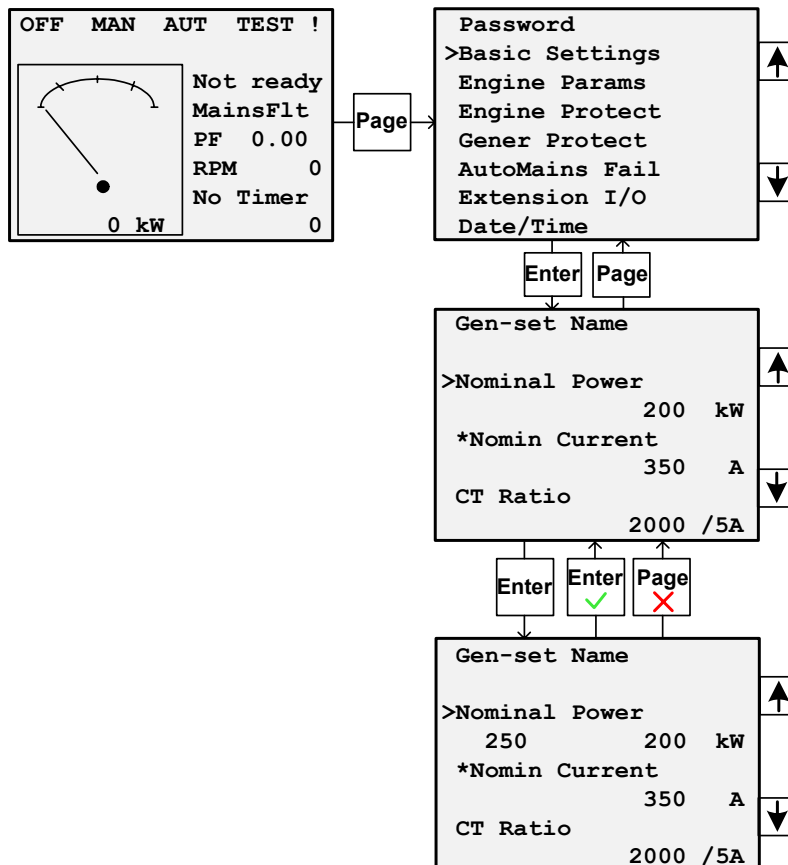 OFF MAN AUT TEST !
Not ready
MainsFlt
PF 0.00
RPM 0
No Timer
0 kW 0
Page
Password
>Basic Settings
Engine Params
Engine Protect
Gener Protect
AutoMains Fail
Extension I/O
Date/Time
Enter Page
Gen-set Name
>Nominal Power
200 kW
*Nomin Current
350 A
CT Ratio
2000 /5A
Enter Enter Page
Gen-set Name
>Nominal Power
250 200 kW
*Nomin Current
350 A
CT Ratio
2000 /5A